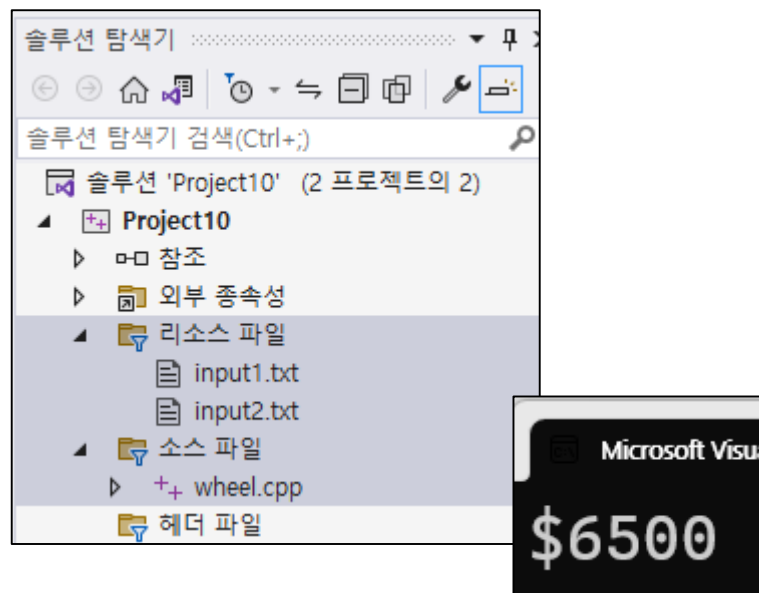 솔루션 탐색기
솔루션 탐색기 검색(Ctrl+;)
솔루션 'Project10' (2 프로젝트의 2)
Project10
참조
외부 종속성
리소스 파일
input1.txt
input2.txt
소스 파일
wheel.cpp
헤더 파일
Microsoft Visua
$6500